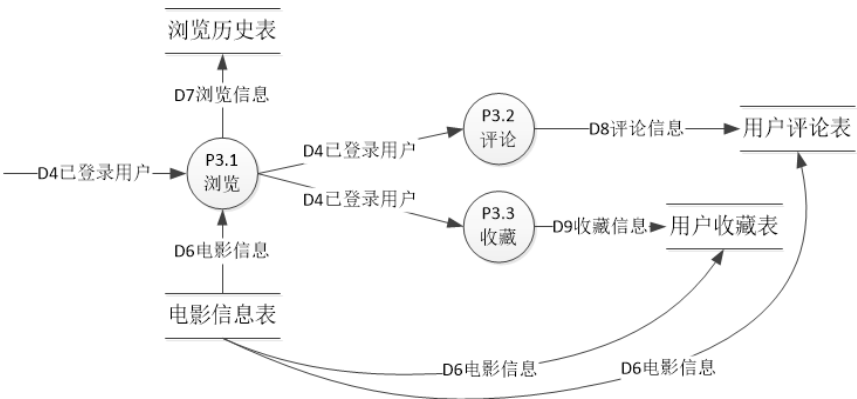 浏览历史表
D7浏览信息
P3.2
评论
D8评论信息
用户评论表
D4已登录用户
P3.1
浏览
D4已登录用户
D4已登录用户
P3.3
收藏
D9收藏信息
用户收藏表
D6电影信息
电影信息表
D6电影信息
D6电影信息